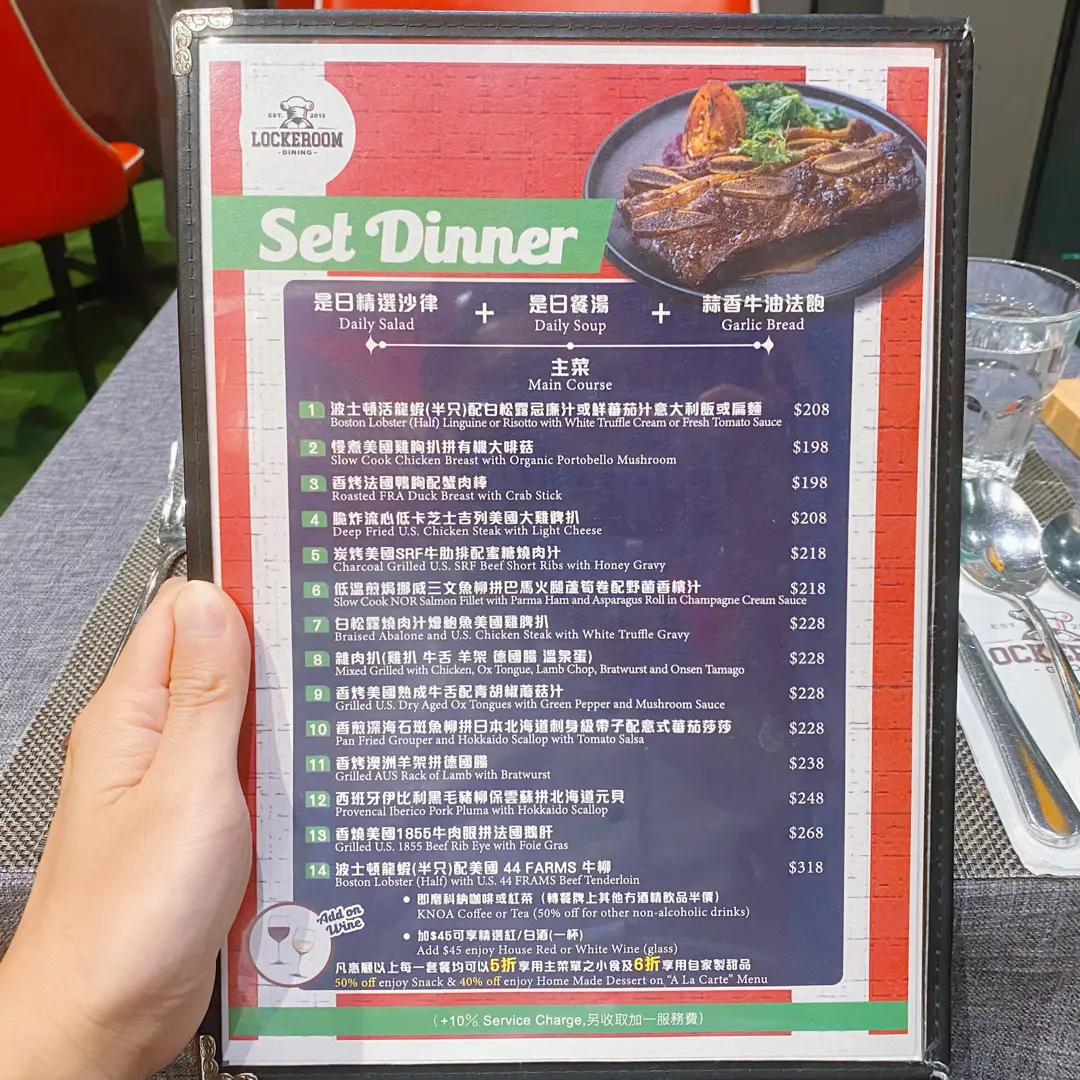 EST. 2019
LOCKEROOM
-DINING-
Set Dinner
是日精選沙律 + 是日餐湯 + 蒜香牛油法飽
Daily Salad Daily Soup Garlic Bread
主菜
Main Course
1 波士頓活龍蝦(半只)配白松露忌廉汁或鮮蕃茄汁意大利飯或扁麵 $208
Boston Lobster (Half) Linguine or Risotto with White Truffle Cream or Fresh Tomato Sauce
2 慢煮美國雞胸扒拼有機大啡菇 $198
Slow Cook Chicken Breast with Organic Portobello Mushroom
3 香烤法國鴨胸配蟹肉棒 $198
Roasted FRA Duck Breast with Crab Stick
4 脆炸流心低卡芝士吉列美國大雞髀扒 $208
Deep Fried U.S. Chicken Steak with Light Cheese
5 炭烤美國SRF牛肋排配蜜糖燒肉汁 $218
Charcoal Grilled U.S. SRF Beef Short Ribs with Honey Gravy
6 低溫煎焗挪威三文魚柳拼巴馬火腿蘆筍卷配野菌香檳汁 $218
Slow Cook NOR Salmon Fillet with Parma Ham and Asparagus Roll in Champagne Cream Sauce
7 白松露燒肉汁燴鮑魚美國雞髀扒 $228
Braised Abalone and U.S. Chicken Steak with White Truffle Gravy
8 雜肉扒(雞扒 牛舌 羊架 德國腸 溫泉蛋) $228
Mixed Grilled with Chicken, Ox Tongue, Lamb Chop, Bratwurst and Onsen Tamago
9 香烤美國熟成牛舌配青胡椒蘑菇汁 $228
Grilled U.S. Dry Aged Ox Tongues with Green Pepper and Mushroom Sauce
10 香煎深海石斑魚柳拼日本北海道刺身級帶子配意式蕃茄莎莎 $228
Pan Fried Grouper and Hokkaido Scallop with Tomato Salsa
11 香烤澳洲羊架拼德國腸 $238
Grilled AUS Rack of Lamb with Bratwurst
12 西班牙伊比利黑毛豬柳保雲蘇拼北海道元貝 $248
Provencal Iberico Pork Pluma with Hokkaido Scallop
13 香燒美國1855牛肉眼拼法國鵝肝 $268
Grilled U.S. 1855 Beef Rib Eye with Foie Gras
14 波士頓龍蝦(半只)配美國 44 FARMS 牛柳 $318
Boston Lobster (Half) with U.S. 44 FRAMS Beef Tenderloin
• 即磨科納咖啡或紅茶 (轉餐牌上其他冇酒精飲品半價)
KNOA Coffee or Tea (50% off for other non-alcoholic drinks)
Add on
Wine
• 加$45可享精選紅/白酒(一杯)
Add $45 enjoy House Red or White Wine (glass)
凡惠顧以上每一套餐均可以5折享用主菜單之小食及6折享用自家製甜品
50% off enjoy Snack & 40% off enjoy Home Made Dessert on "A La Carte" Menu
(+10% Service Charge,另收取加一服務費)